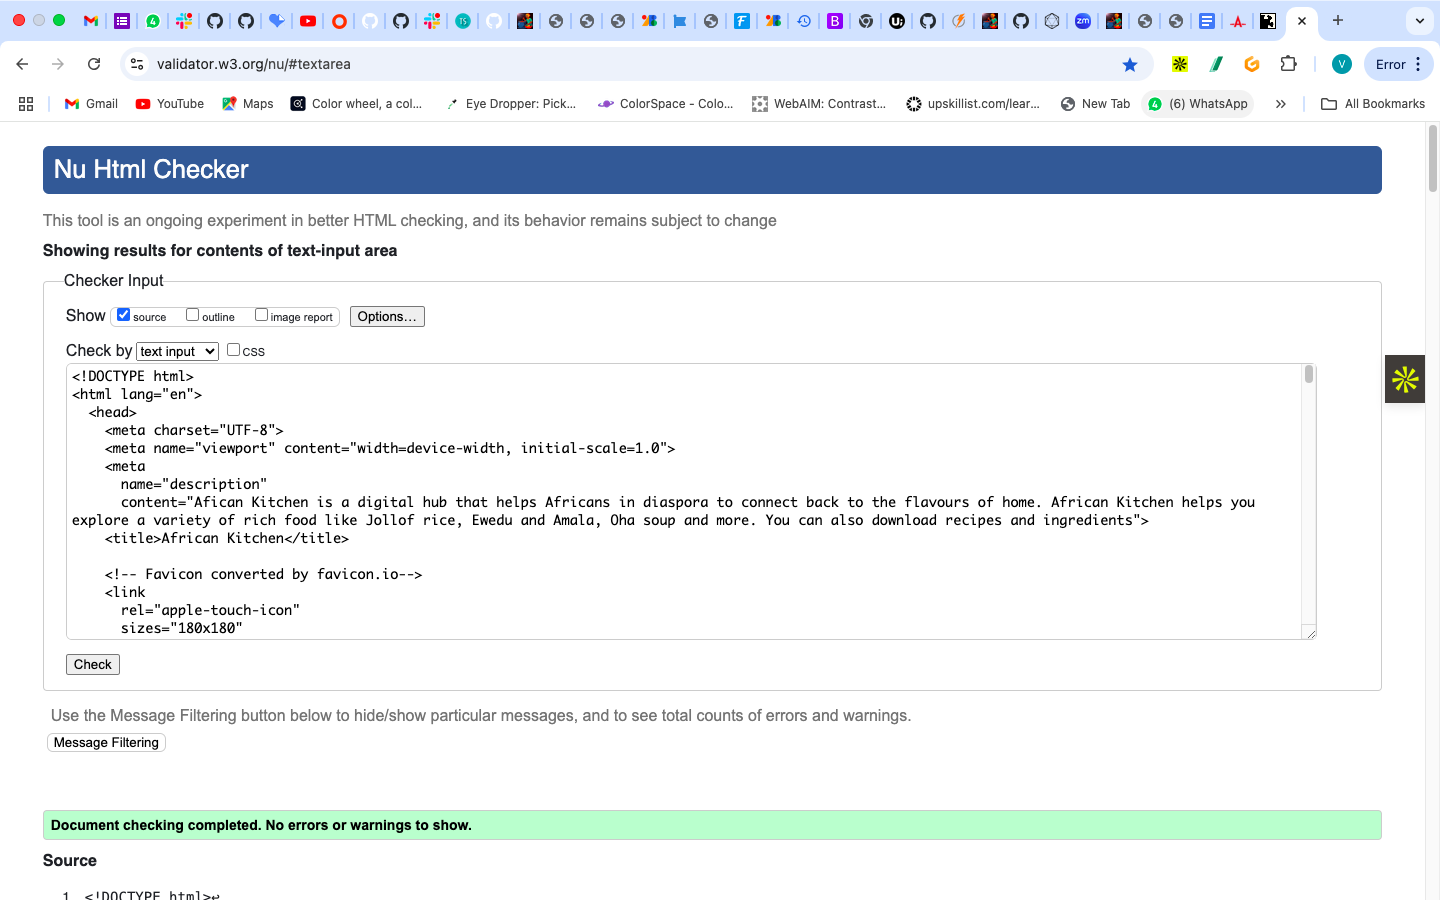 validator.w3.org/nu/#textarea
V
Error
Gmail
YouTube
Maps
Color wheel, a col...
Eye Dropper: Pick...
ColorSpace - Colo...
WebAIM: Contrast...
upskillist.com/lear...
New Tab
(6) WhatsApp
All Bookmarks
Nu Html Checker
This tool is an ongoing experiment in better HTML checking, and its behavior remains subject to change
Showing results for contents of text-input area
Checker Input
Show source outline image report Options...
Check by text input CSS
<!DOCTYPE html>
<html lang="en">
<head>
<meta charset="UTF-8">
<meta name="viewport" content="width=device-width, initial-scale=1.0">
<meta
name="description"
content="Afican Kitchen is a digital hub that helps Africans in diaspora to connect back to the flavours of home. African Kitchen helps you
explore a variety of rich food like Jollof rice, Ewedu and Amala, Oha soup and more. You can also download recipes and ingredients">
<title>African Kitchen</title>
<!-- Favicon converted by favicon.io-->
<link
rel="apple-touch-icon"
sizes="180x180"
Check
Use the Message Filtering button below to hide/show particular messages, and to see total counts of errors and warnings.
Message Filtering
Document checking completed. No errors or warnings to show.
Source
1. <!DOCTYPE html>↩